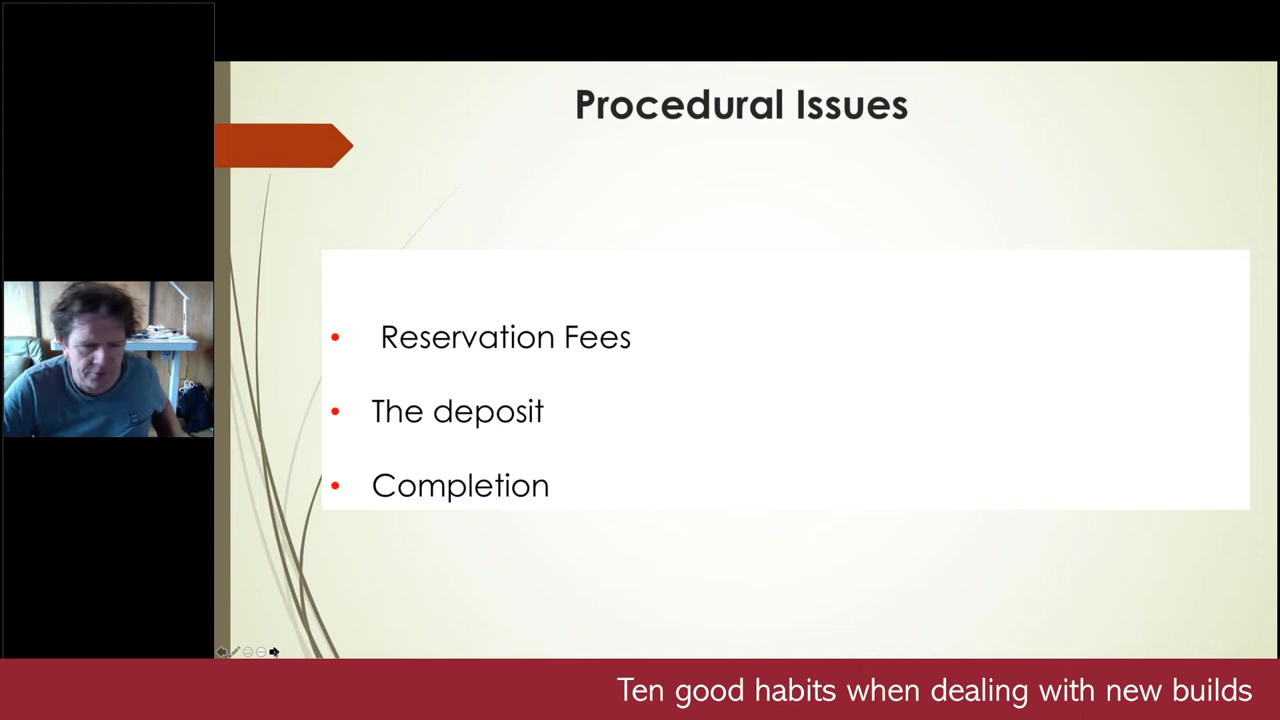 Procedural Issues
• Reservation Fees
• The deposit
• Completion
Ten good habits when dealing with new builds